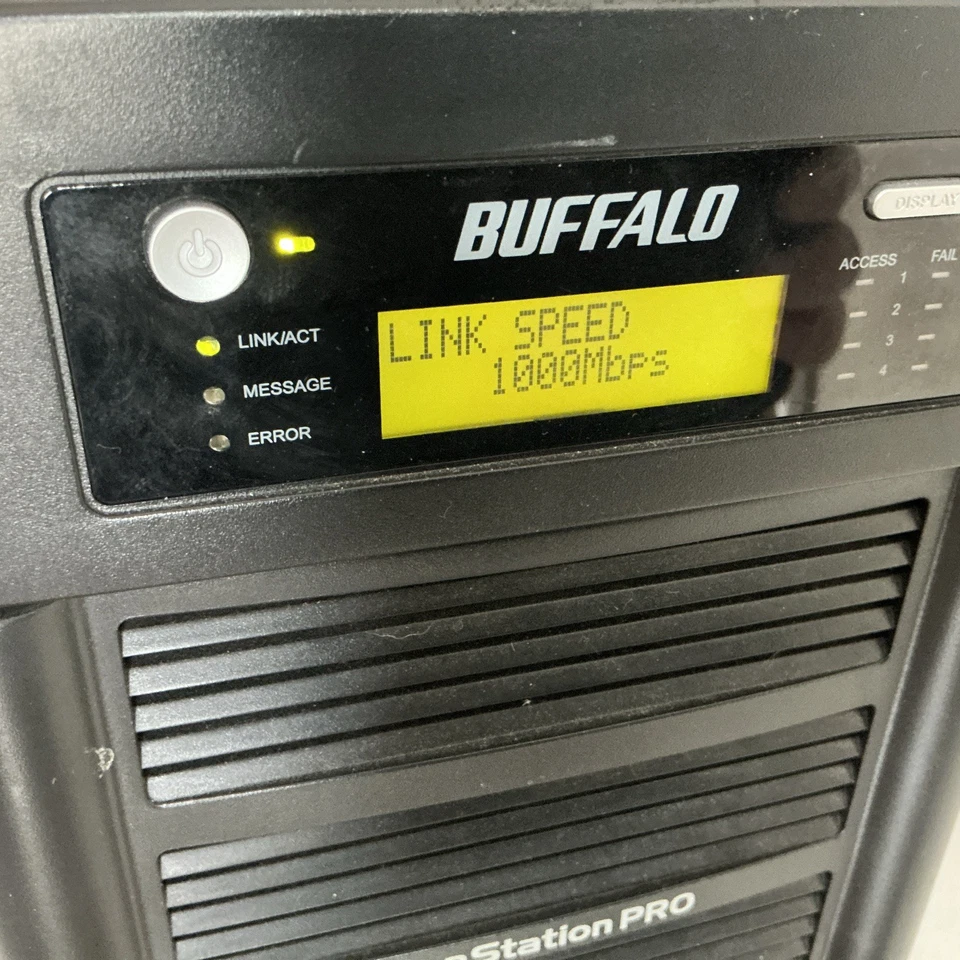 BUFFALO
DISPLAY
LINK SPEED
1000Mbps
LINK/ACT
MESSAGE
ERROR
ACCESS FAIL
1
2
3
4
Station PRO